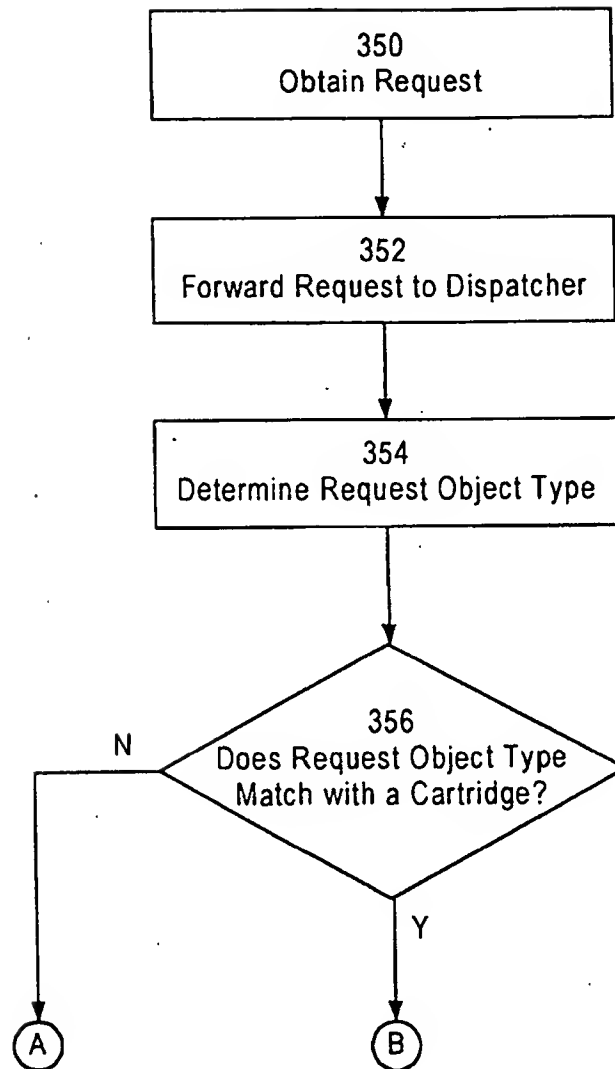 350
Obtain Request
352
Forward Request to Dispatcher
354
Determine Request Object Type
356
Does Request Object Type
Match with a Cartridge?
N
Y
A
B